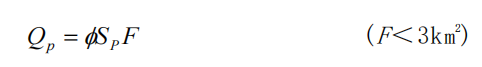 Qₚ = ϕSₚF (F＜3km²)